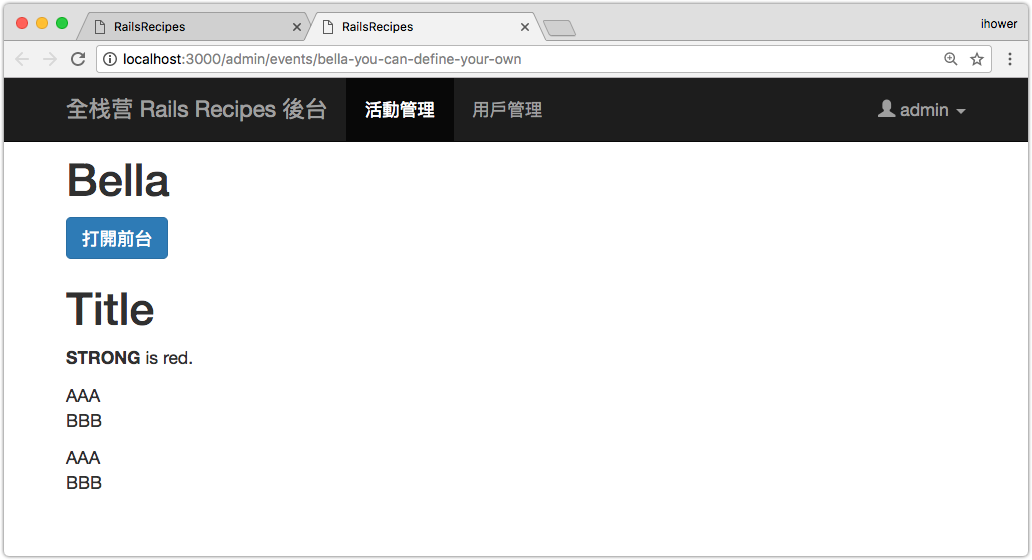 RailsRecipes
RailsRecipes
ihower
localhost:3000/admin/events/bella-you-can-define-your-own
全栈营 Rails Recipes 後台 活動管理 用戶管理 admin
Bella
打開前台
Title
STRONG is red.
AAA
BBB
AAA
BBB